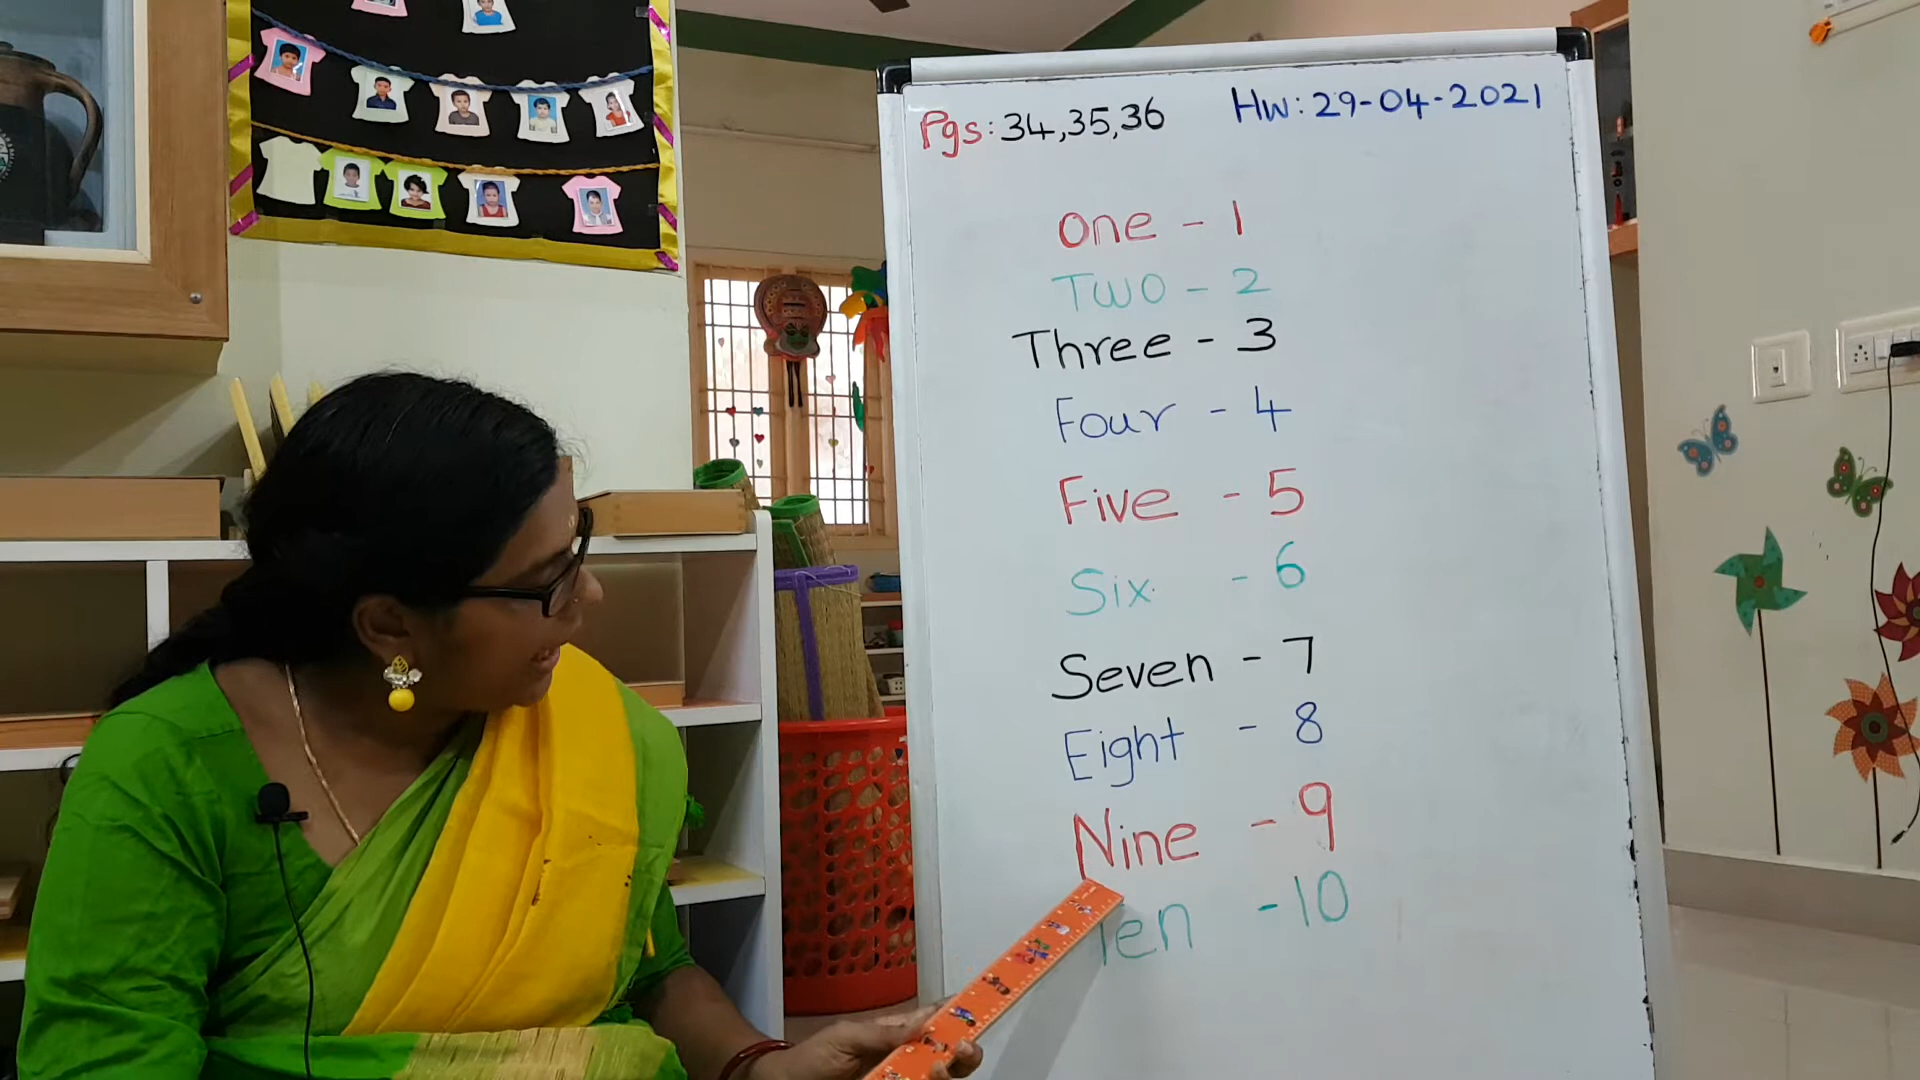 Pgs: 34,35,36 Hw: 29-04-2021
One - 1
Two - 2
Three - 3
Four - 4
Five - 5
Six - 6
Seven - 7
Eight - 8
Nine - 9
Ten - 10